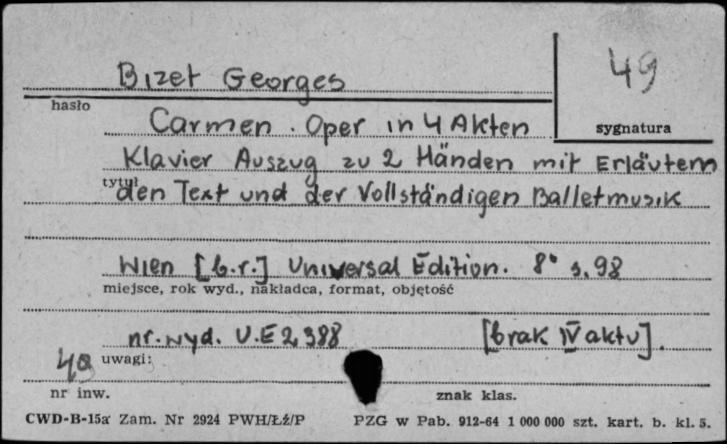 Bizet Georges
49
hasło
Carmen. Oper in 4 Akten
sygnatura
Klavier Auszug zu 2 Händen mit Erläutern
tytuł
den Text und der Vollständigen Balletmusik
Wien [b.r.] Universal Edition. 8° s. 98
miejsce, rok wyd., nakładca, format, objętość
nr. wyd. U.E 2388 [brak IV aktu].
49 uwagi:
nr inw. znak klas.
CWD-B-15a Zam. Nr 2924 PWH/Łź/P PZG w Pab. 912-64 1 000 000 szt. kart. b. kl. 5.